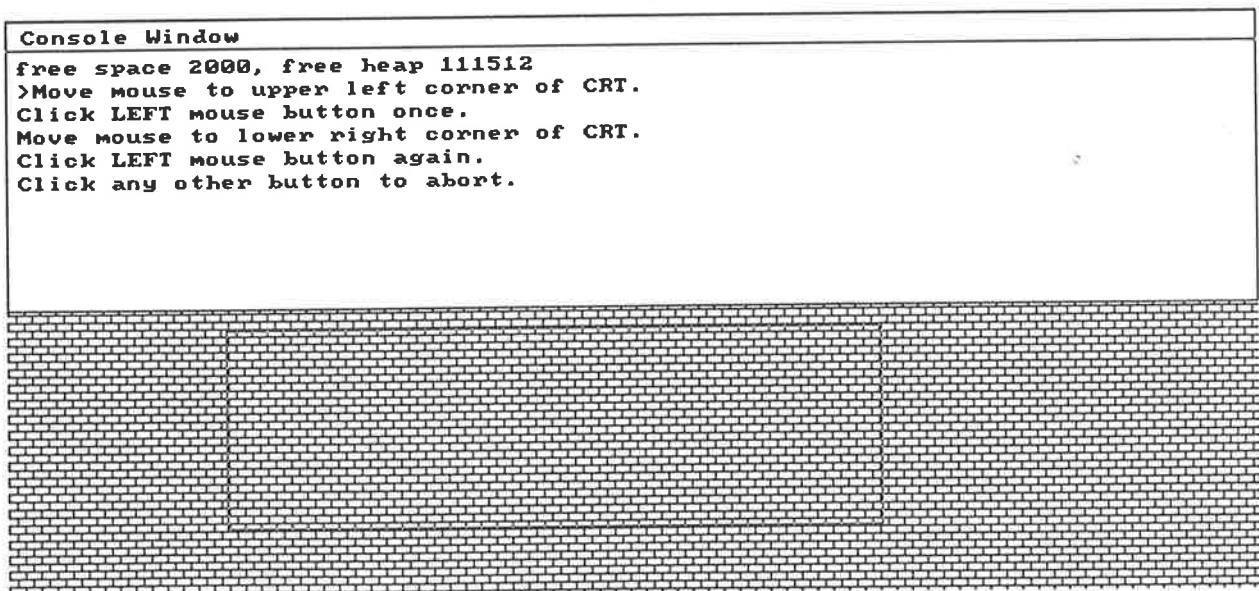 Console Window
free space 2000, free heap 111512
>Move mouse to upper left corner of CRT.
Click LEFT mouse button once.
Move mouse to lower right corner of CRT.
Click LEFT mouse button again.
Click any other button to abort.